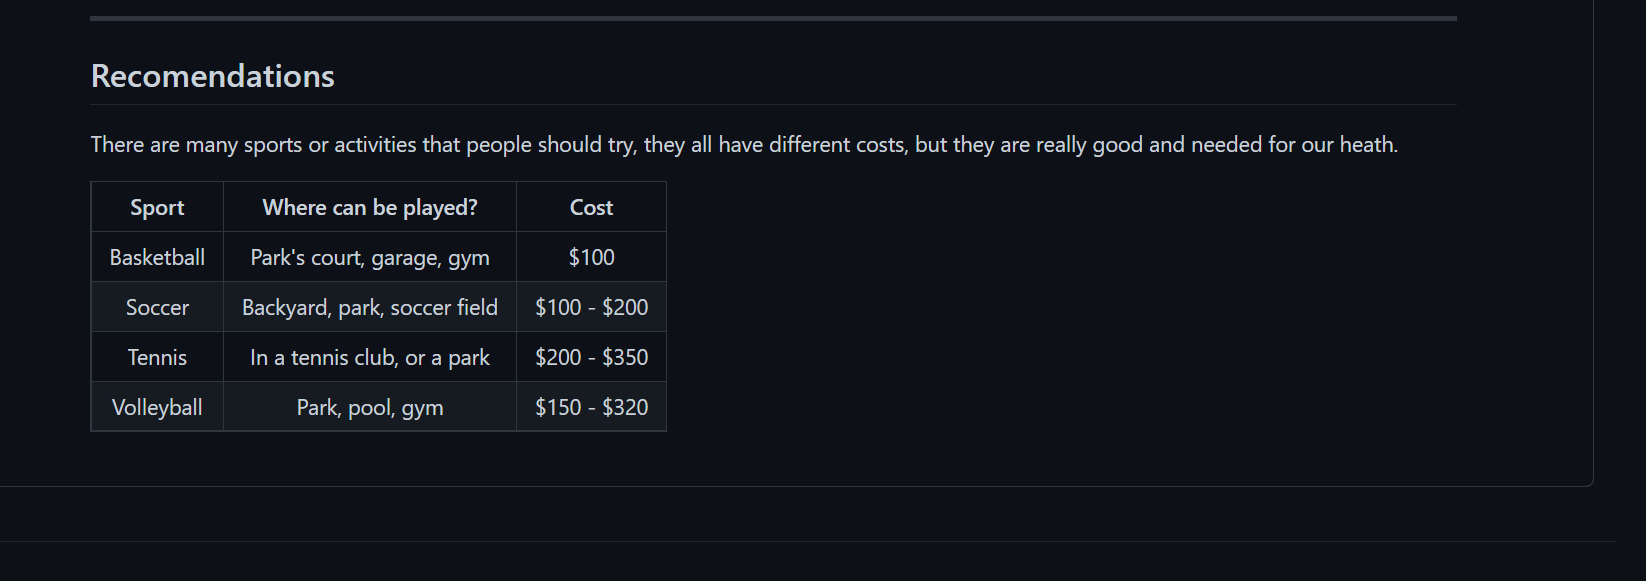 Recomendations
There are many sports or activities that people should try, they all have different costs, but they are really good and needed for our heath.
Sport Where can be played? Cost
Basketball Park's court, garage, gym $100
Soccer Backyard, park, soccer field $100 - $200
Tennis In a tennis club, or a park $200 - $350
Volleyball Park, pool, gym $150 - $320